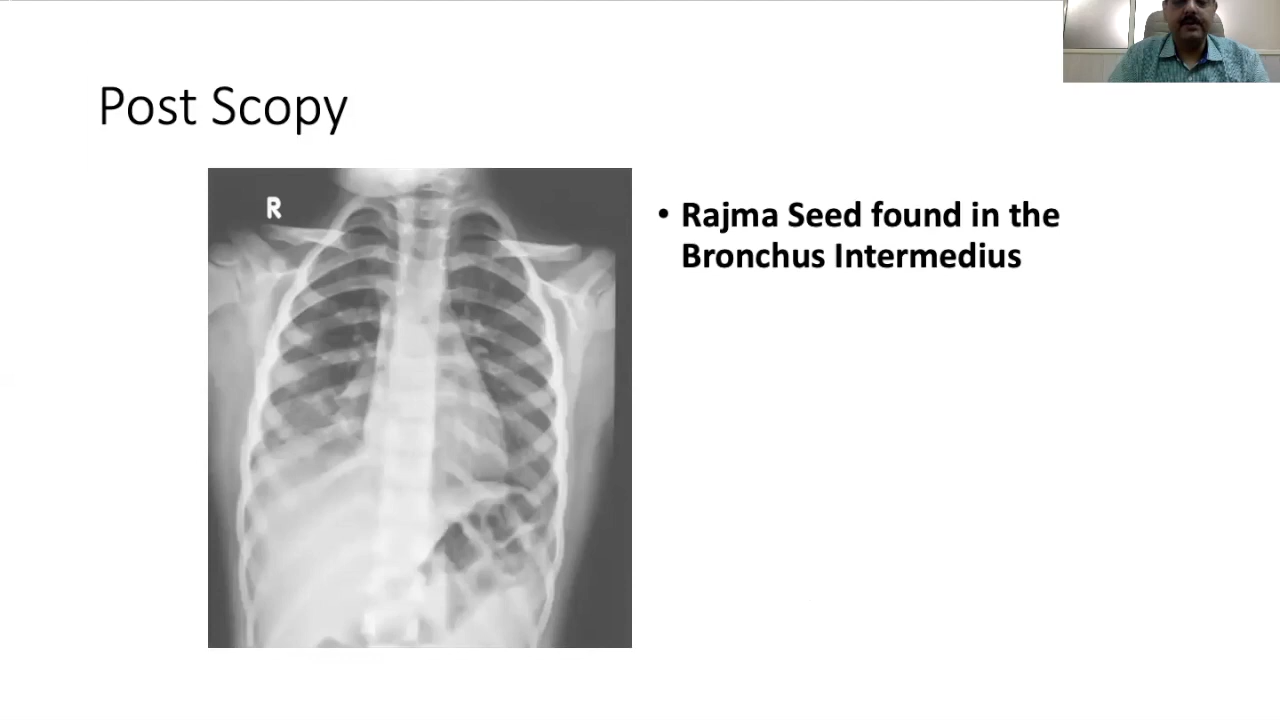 Post Scopy
R
• Rajma Seed found in the
Bronchus Intermedius